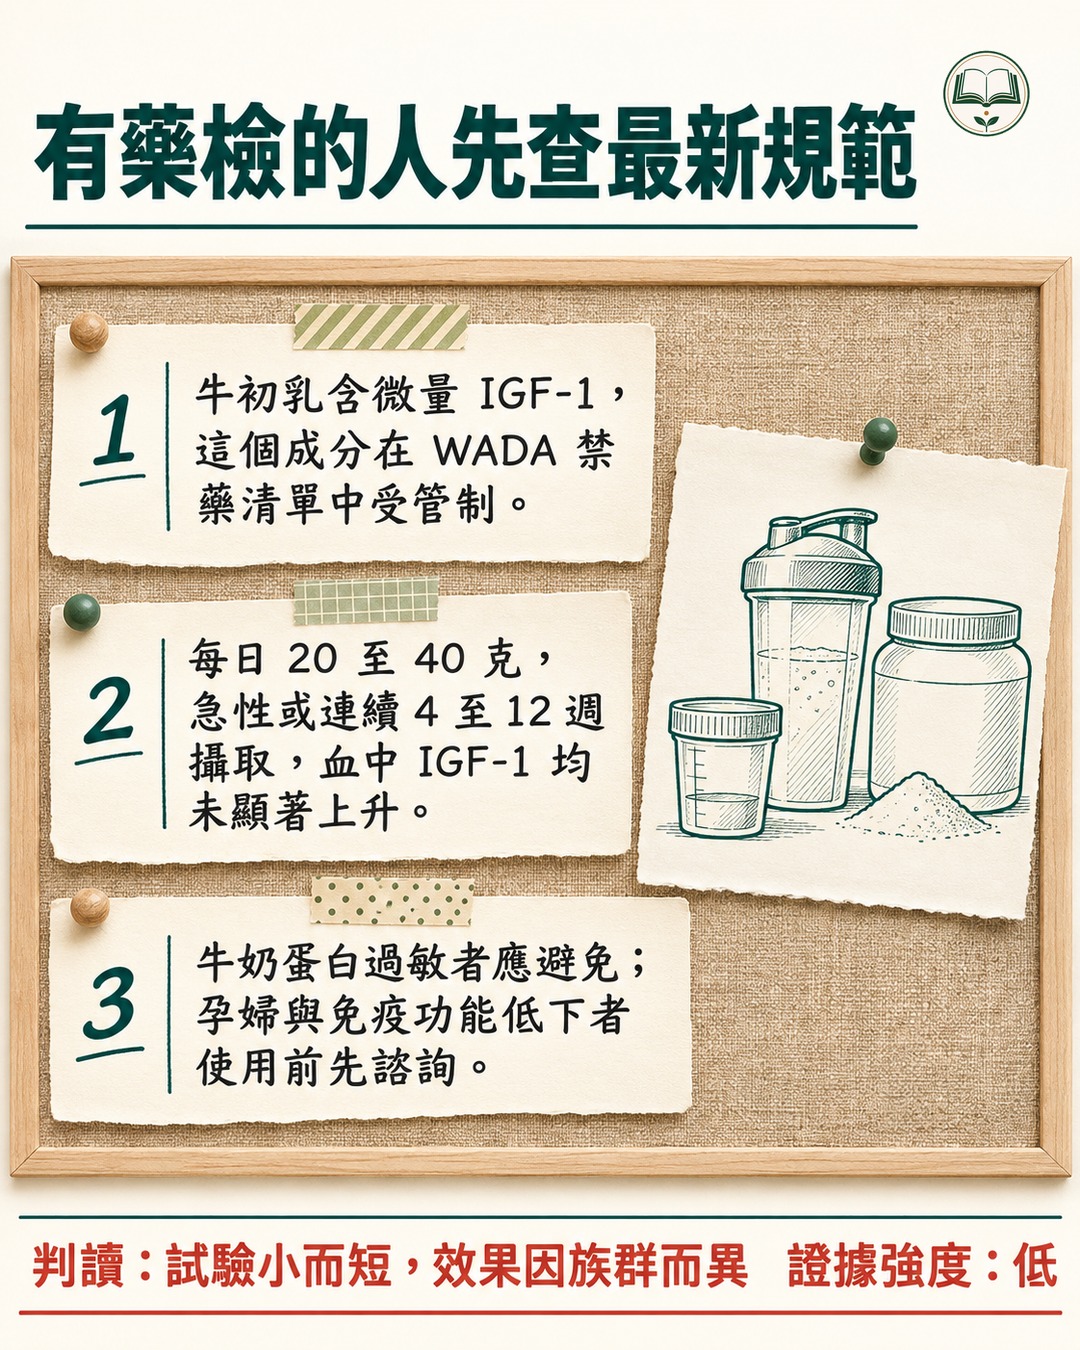 有藥檢的人先查最新規範
1
牛初乳含微量 IGF-1，
這個成分在 WADA 禁
藥清單中受管制。
2
每日 20 至 40 克，
急性或連續 4 至 12 週
攝取，血中 IGF-1 均
未顯著上升。
3
牛奶蛋白過敏者應避免；
孕婦與免疫功能低下者
使用前先諮詢。
判讀：試驗小而短，效果因族群而異 證據強度：低